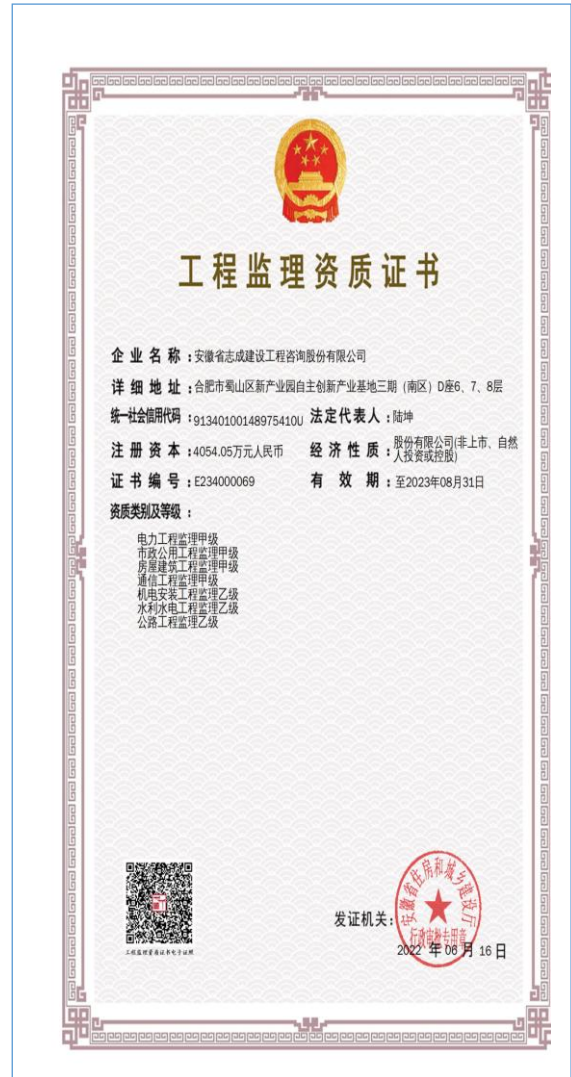 工程监理资质证书
企业名称：安徽省志成建设工程咨询股份有限公司
详细地址：合肥市蜀山区新产业园自主创新产业基地三期（南区）D座6、7、8层
统一社会信用代码：91340100148975410U 法定代表人：陆坤
注册资本：4054.05万元人民币 经济性质：股份有限公司(非上市、自然
人投资或控股)
证书编号：E234000069 有效期：至2023年08月31日
资质类别及等级：
电力工程监理甲级
市政公用工程监理甲级
房屋建筑工程监理甲级
通信工程监理甲级
机电安装工程监理乙级
水利水电工程监理乙级
公路工程监理乙级
安徽省住房和城乡建设厅
发证机关：
行政审批专用章
2022 年 06 月 16 日
工程监理资质证书电子证照